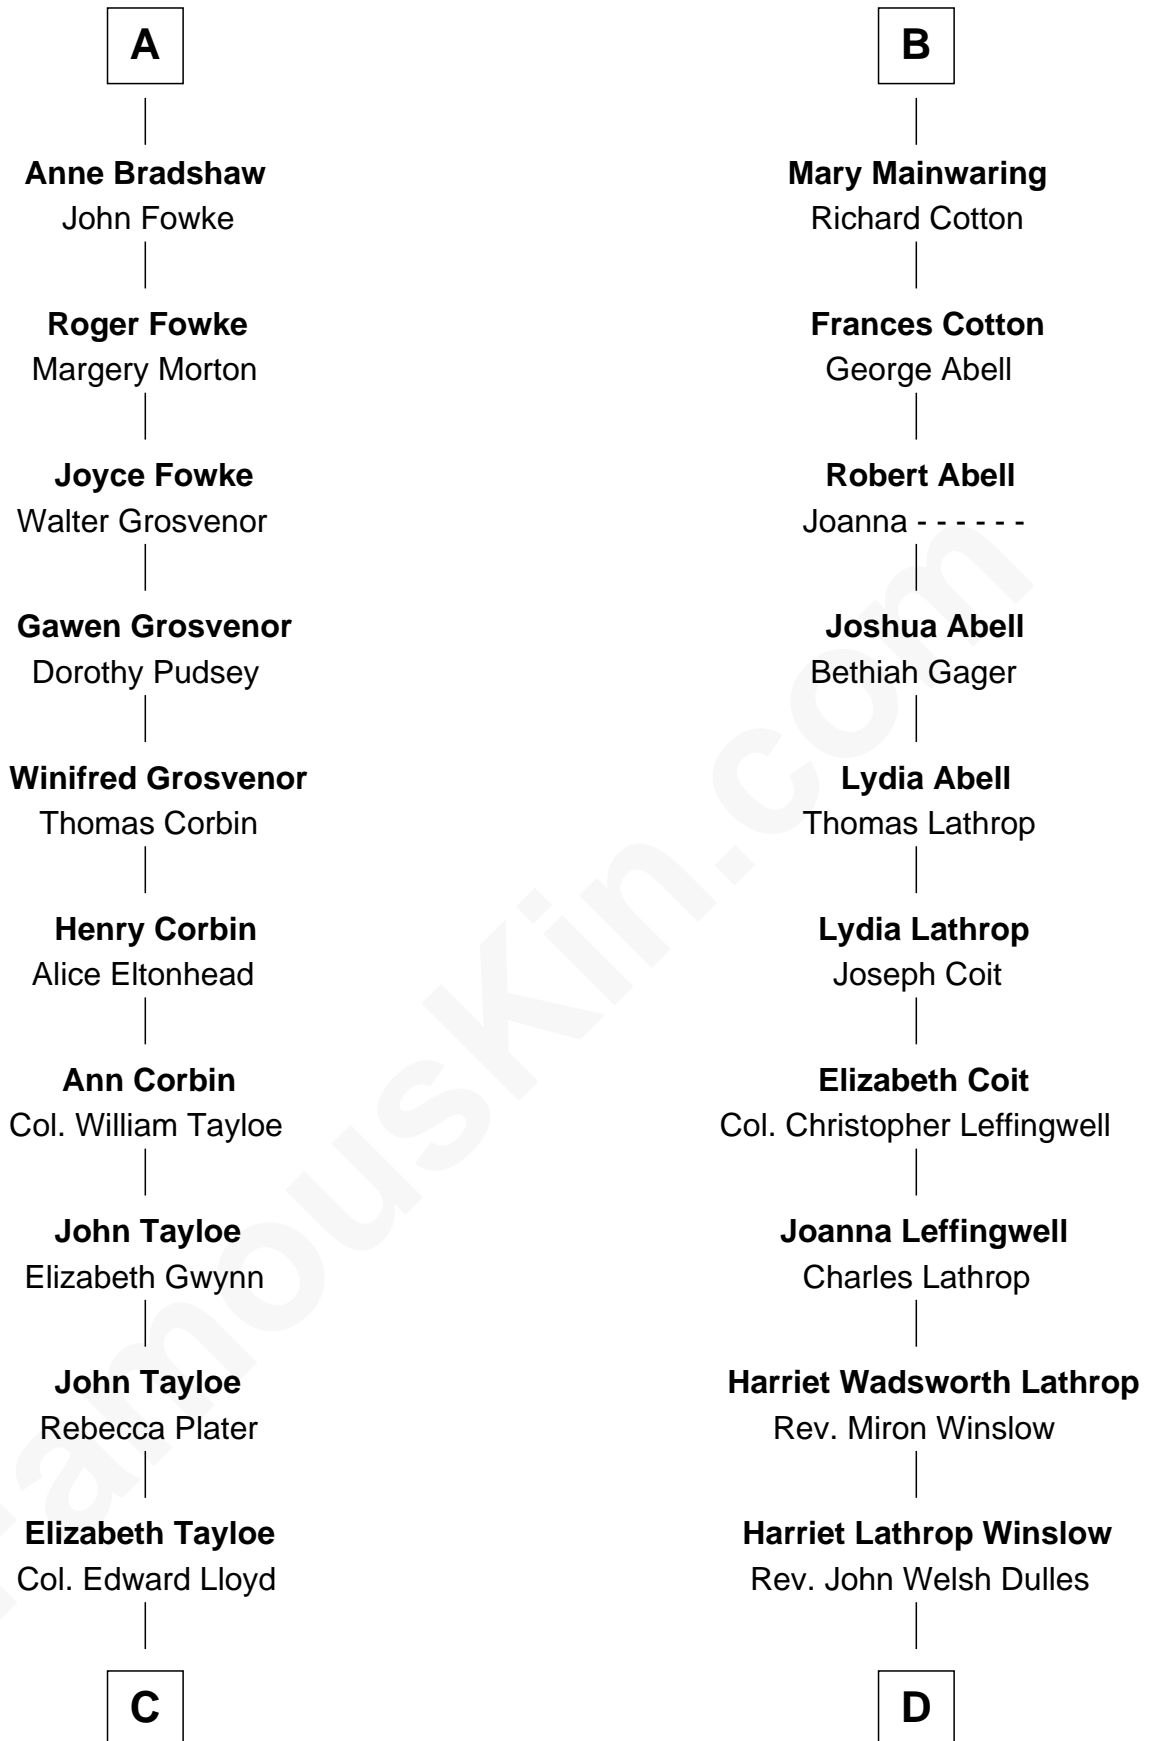 A
Anne Bradshaw
John Fowke
Roger Fowke
Margery Morton
Joyce Fowke
Walter Grosvenor
Gawen Grosvenor
Dorothy Pudsey
Winifred Grosvenor
Thomas Corbin
Henry Corbin
Alice Eltonhead
Ann Corbin
Col. William Tayloe
John Tayloe
Elizabeth Gwynn
John Tayloe
Rebecca Plater
Elizabeth Tayloe
Col. Edward Lloyd
C
B
Mary Mainwaring
Richard Cotton
Frances Cotton
George Abell
Robert Abell
Joanna - - - - - -
Joshua Abell
Bethiah Gager
Lydia Abell
Thomas Lathrop
Lydia Lathrop
Joseph Coit
Elizabeth Coit
Col. Christopher Leffingwell
Joanna Leffingwell
Charles Lathrop
Harriet Wadsworth Lathrop
Rev. Miron Winslow
Harriet Lathrop Winslow
Rev. John Welsh Dulles
D
FamousKin.com